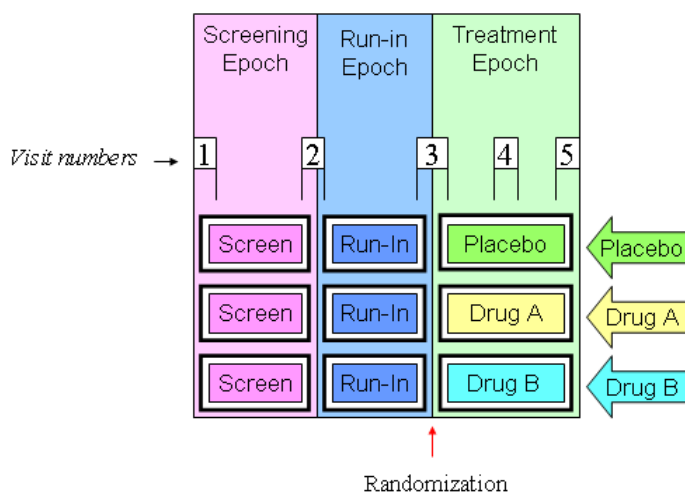 Screening Run-in Treatment
Epoch Epoch Epoch
Visit numbers → 1 2 3 4 5
Screen Run-In Placebo Placebo
Screen Run-In Drug A Drug A
Screen Run-In Drug B Drug B
Randomization